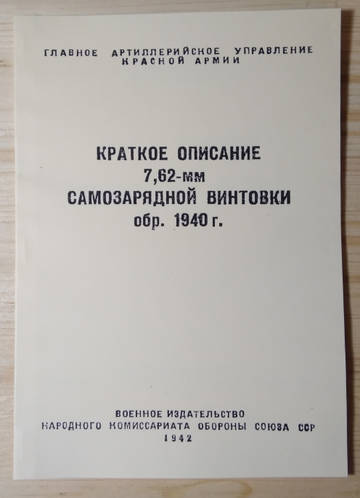 ГЛАВНОЕ АРТИЛЛЕРИЙСКОЕ УПРАВЛЕНИЕ
КРАСНОЙ АРМИИ
КРАТКОЕ ОПИСАНИЕ
7,62-мм
САМОЗАРЯДНОЙ ВИНТОВКИ
обр. 1940 г.
ВОЕННОЕ ИЗДАТЕЛЬСТВО
НАРОДНОГО КОМИССАРИАТА ОБОРОНЫ СОЮЗА ССР
1942